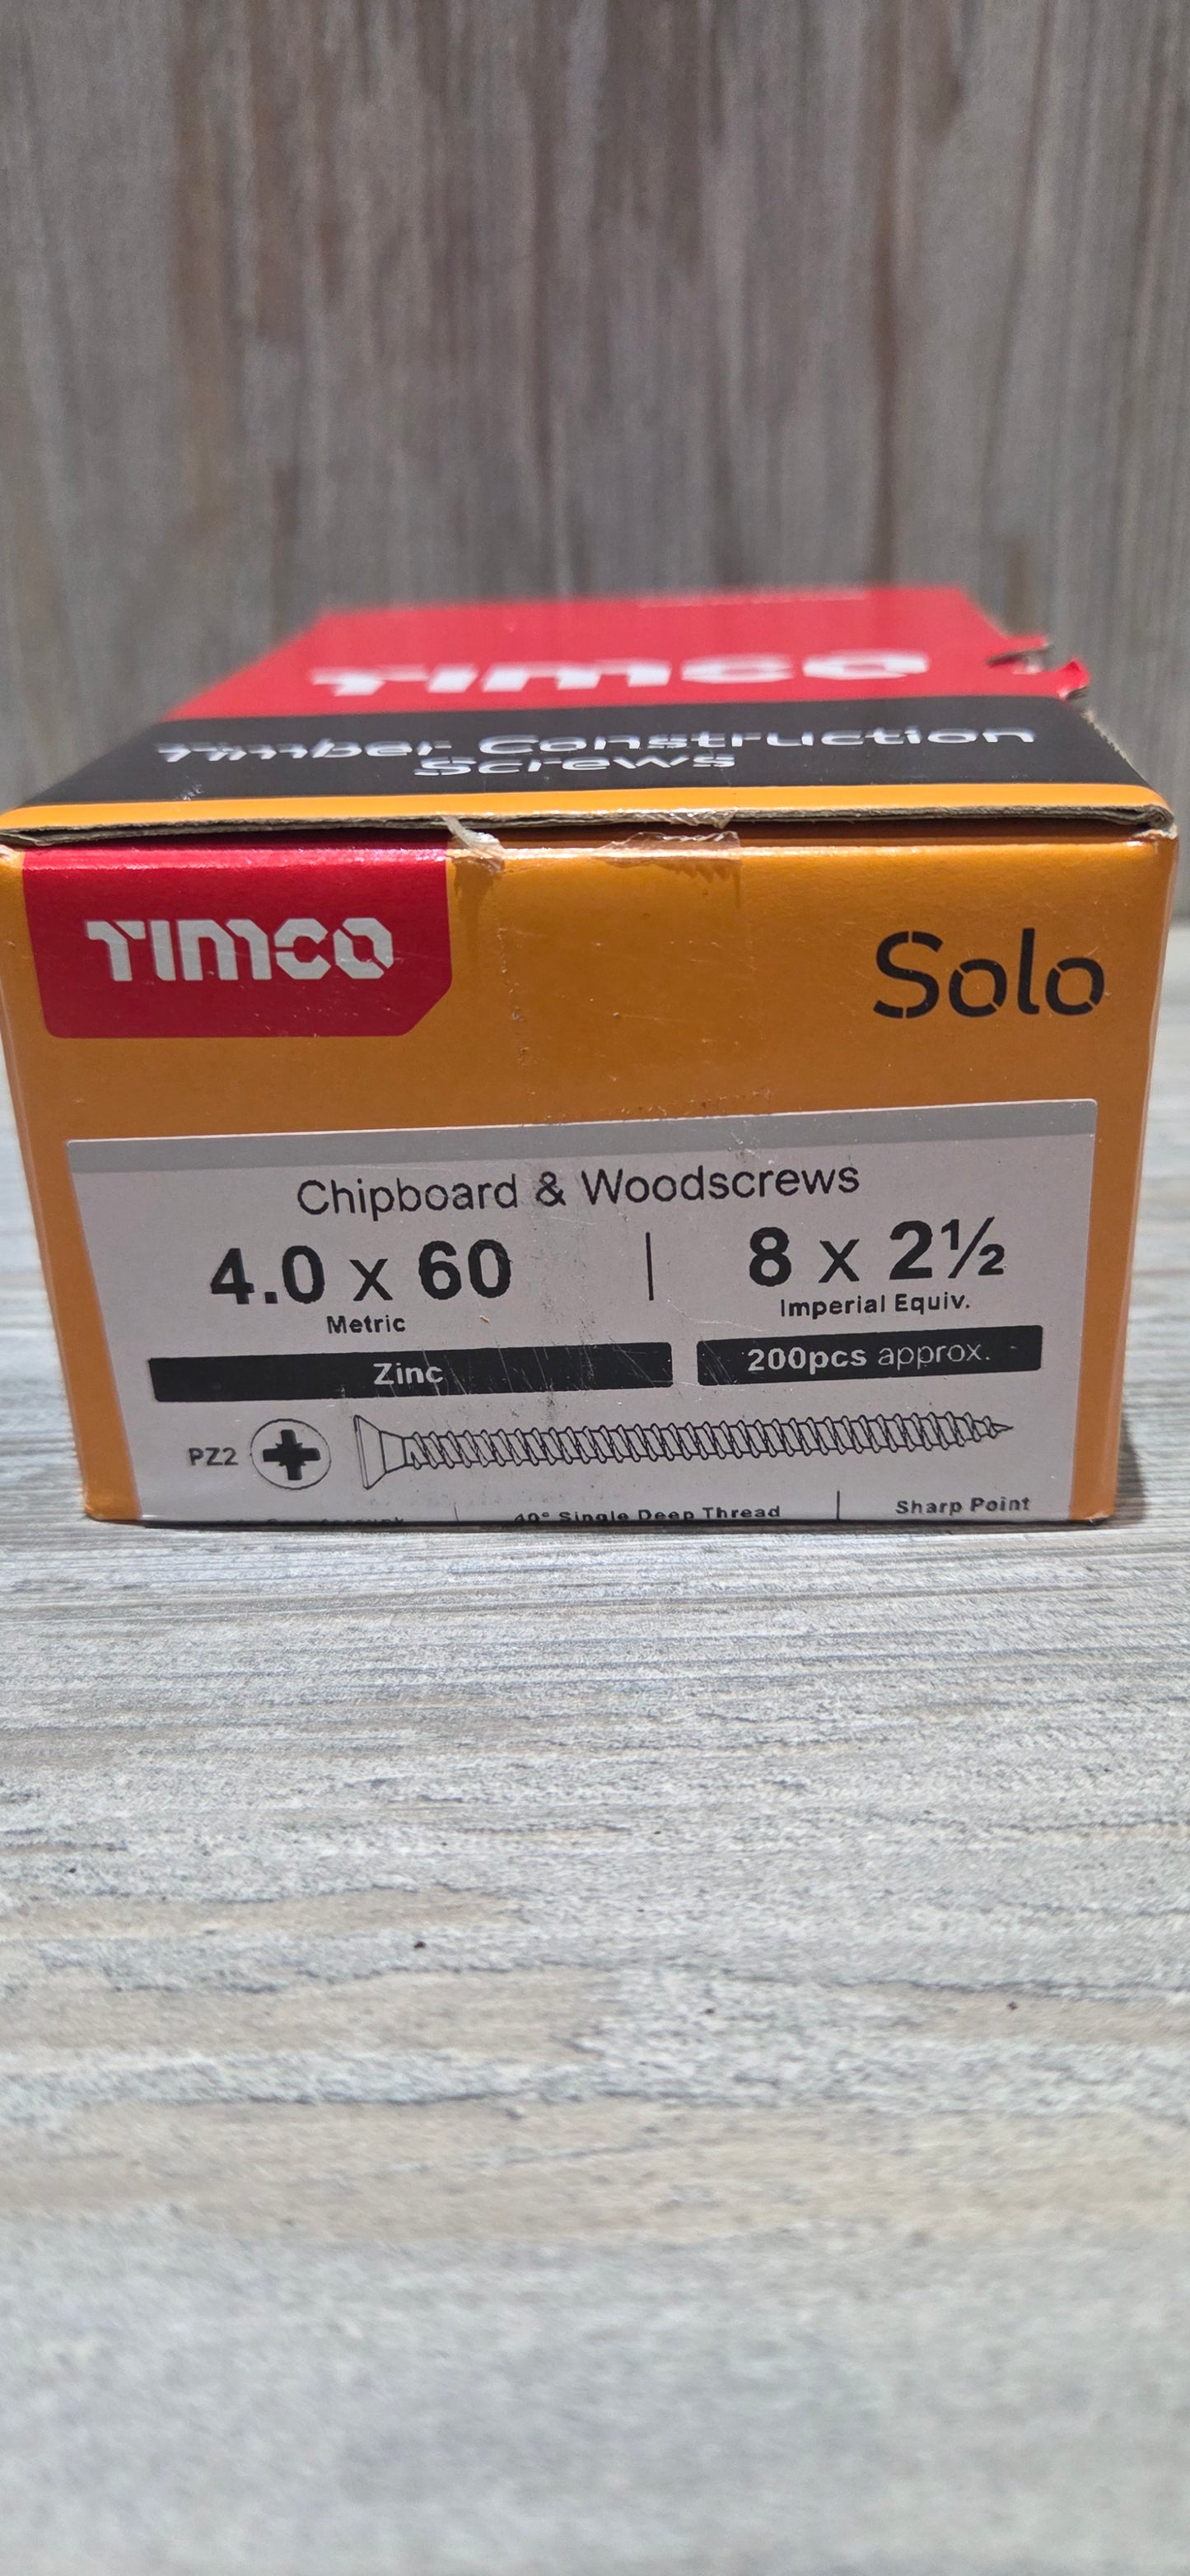 TIMCO
Timber Construction
Screws
TIMCO
Solo
Chipboard & Woodscrews
4.0 x 60 | 8 x 2½
Metric
Imperial Equiv.
Zinc
200pcs approx.
PZ2
40° Single Deep Thread | Sharp Point